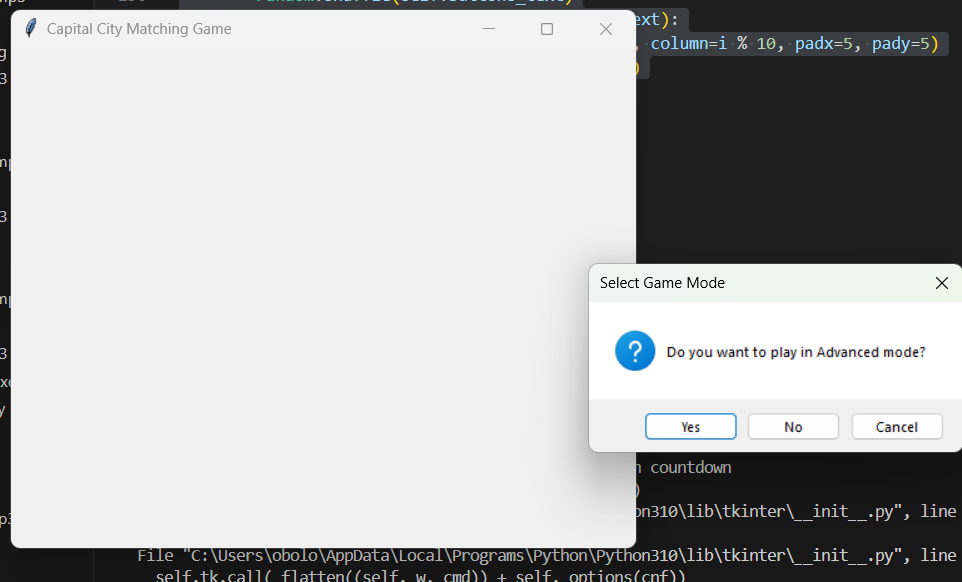 Capital City Matching Game
ext):
, column=i % 10, padx=5, pady=5)
)
Select Game Mode
Do you want to play in Advanced mode?
Yes
No
Cancel
countdown
)
on310\lib\tkinter\__init__.py", line
File "C:\Users\obolo\AppData\Local\Programs\Python\Python310\lib\tkinter\__init__.py", line
self.tk.call(_flatten((self._w, cmd)) + self._options(cnf))